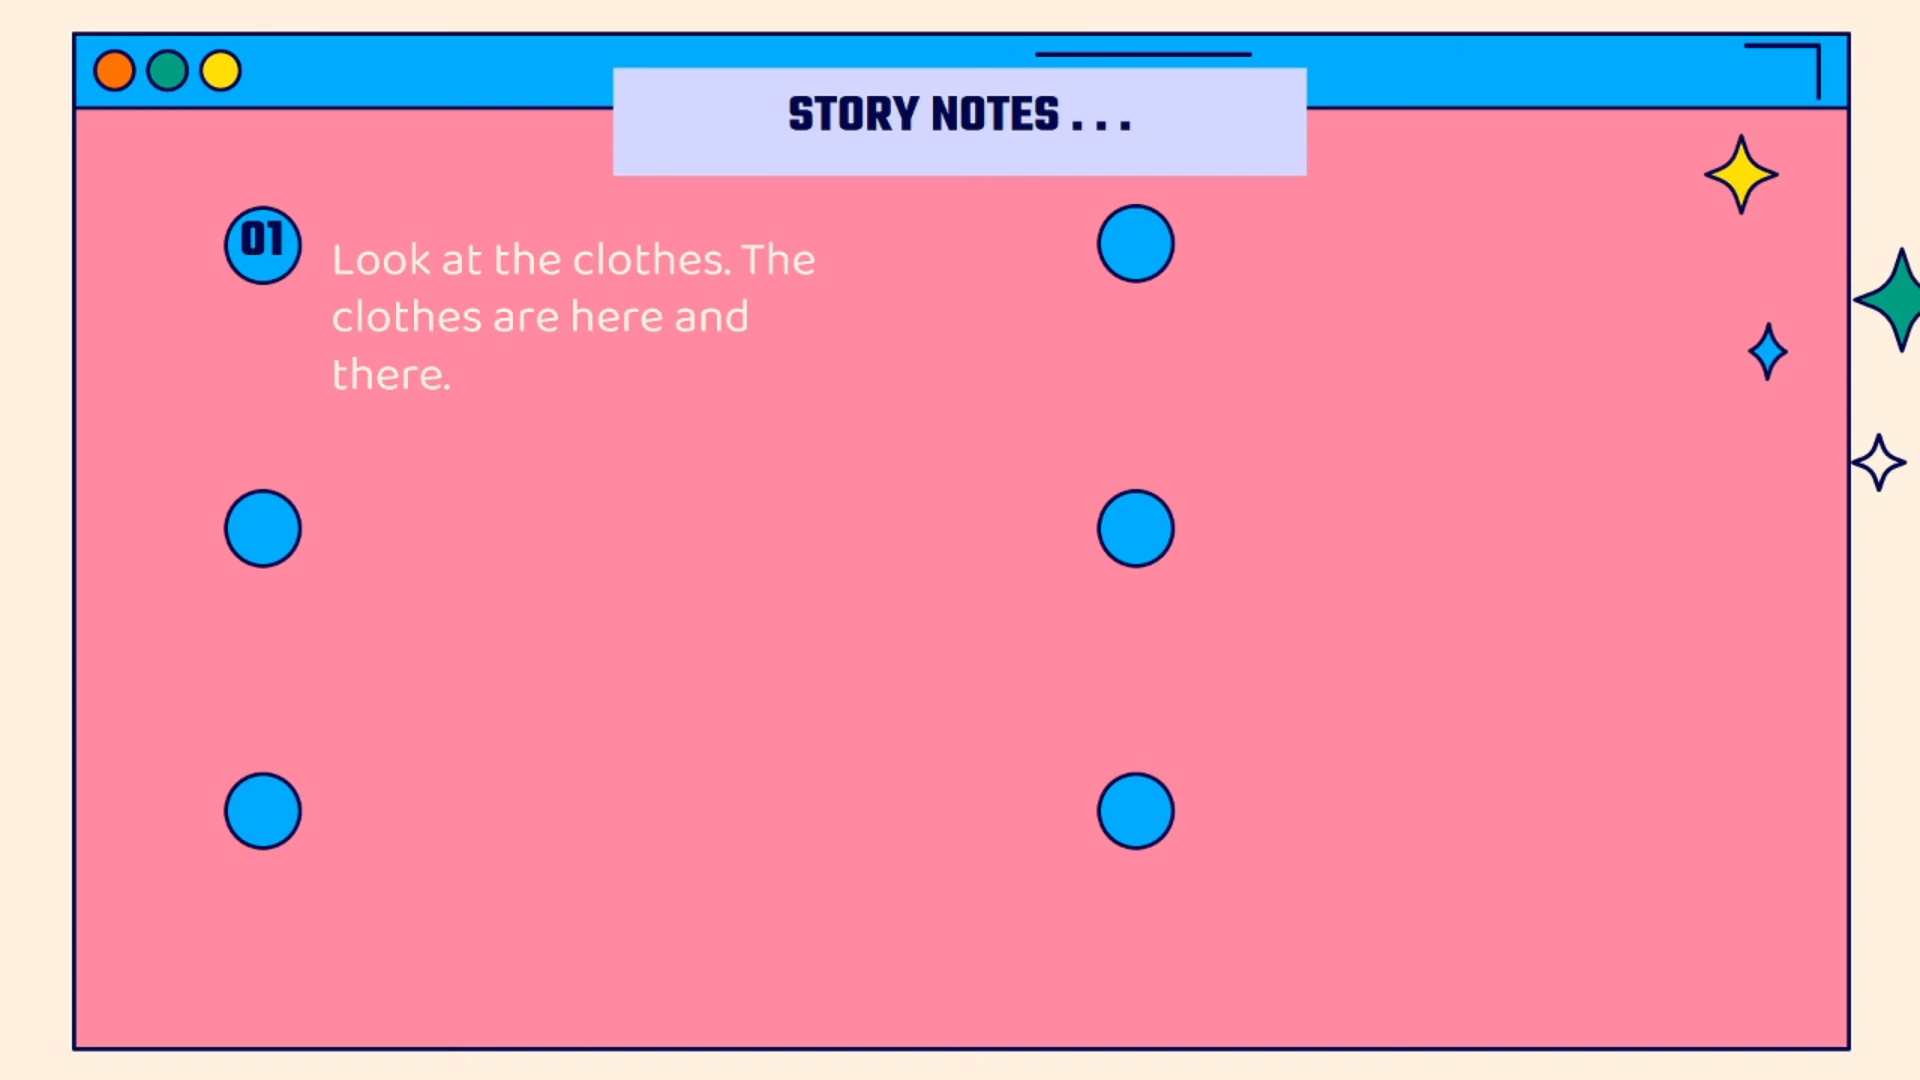 STORY NOTES . . .
01
Look at the clothes. The
clothes are here and
there.